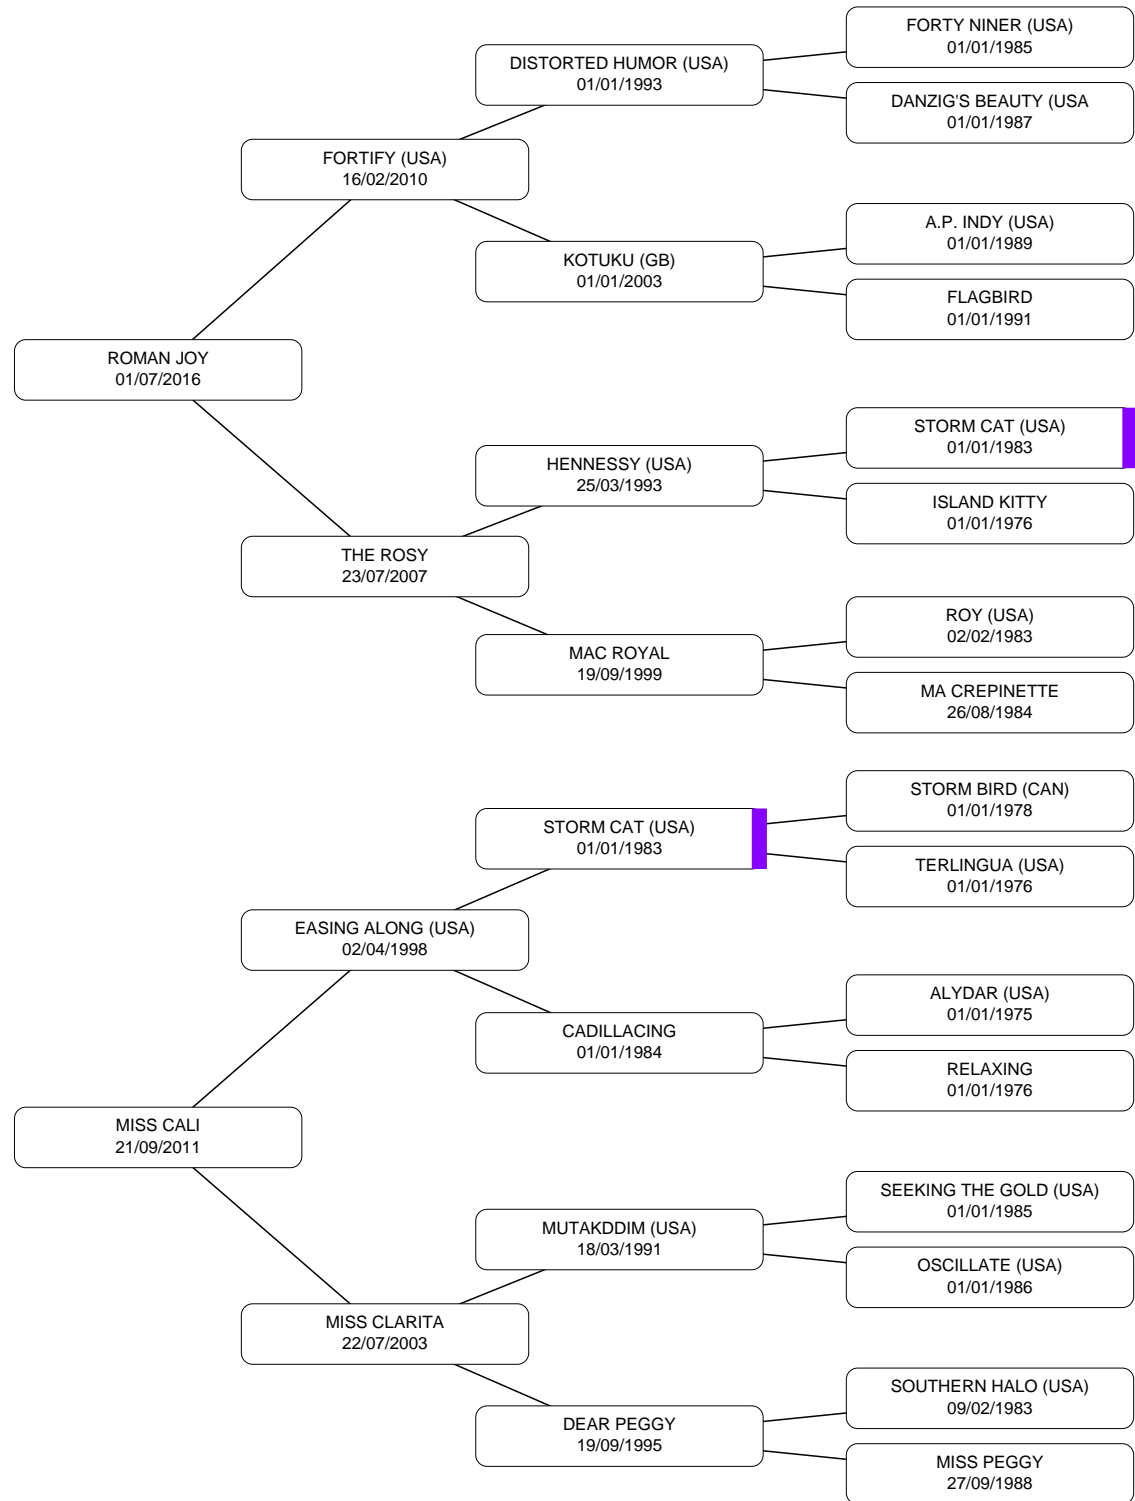 FORTY NINER (USA)
01/01/1985
DISTORTED HUMOR (USA)
01/01/1993
DANZIG'S BEAUTY (USA
01/01/1987
FORTIFY (USA)
16/02/2010
A.P. INDY (USA)
01/01/1989
KOTUKU (GB)
01/01/2003
FLAGBIRD
01/01/1991
ROMAN JOY
01/07/2016
STORM CAT (USA)
01/01/1983
HENNESSY (USA)
25/03/1993
ISLAND KITTY
01/01/1976
THE ROSY
23/07/2007
ROY (USA)
02/02/1983
MAC ROYAL
19/09/1999
MA CREPINETTE
26/08/1984
STORM BIRD (CAN)
01/01/1978
STORM CAT (USA)
01/01/1983
TERLINGUA (USA)
01/01/1976
EASING ALONG (USA)
02/04/1998
ALYDAR (USA)
01/01/1975
CADILLACING
01/01/1984
RELAXING
01/01/1976
MISS CALI
21/09/2011
SEEKING THE GOLD (USA)
01/01/1985
MUTAKDDIM (USA)
18/03/1991
OSCILLATE (USA)
01/01/1986
MISS CLARITA
22/07/2003
SOUTHERN HALO (USA)
09/02/1983
DEAR PEGGY
19/09/1995
MISS PEGGY
27/09/1988